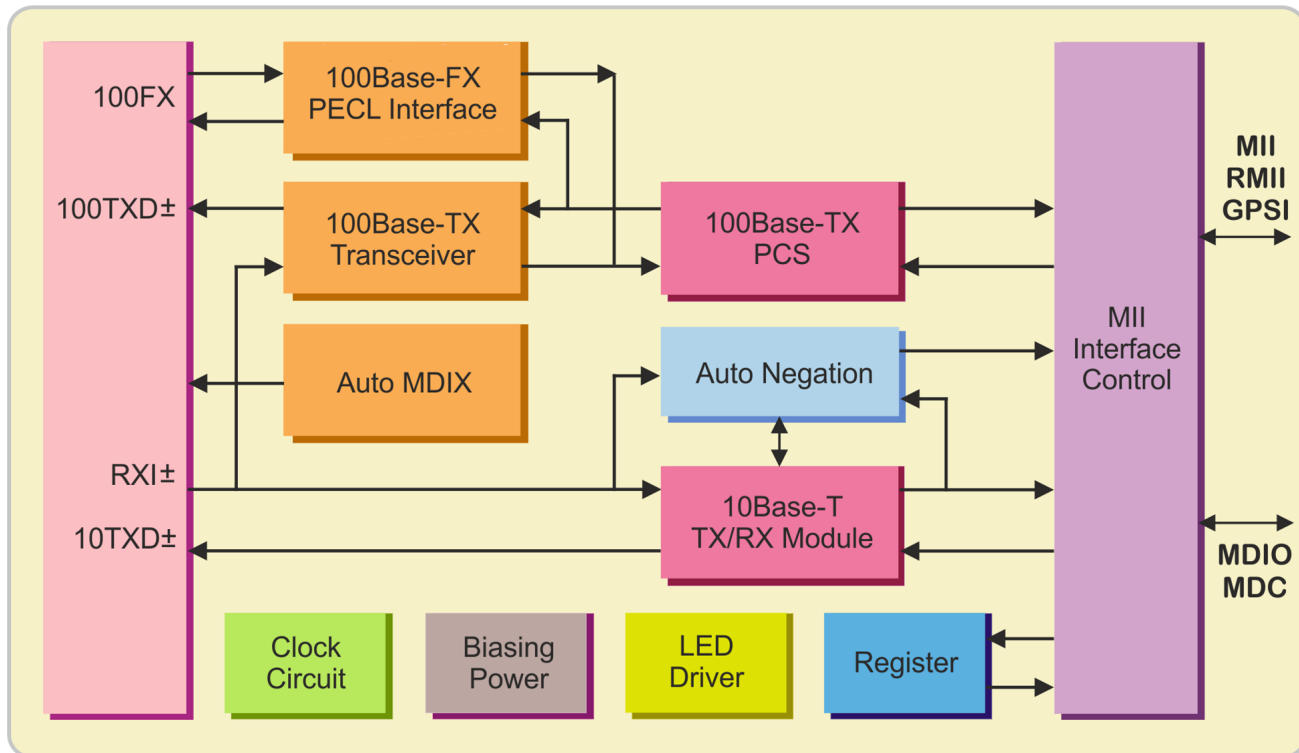 100FX
100TXD±
RXI±
10TXD±
100Base-FX
PECL Interface
100Base-TX
Transceiver
Auto MDIX
100Base-TX
PCS
Auto Negation
10Base-T
TX/RX Module
Clock
Circuit
Biasing
Power
LED
Driver
Register
MII
Interface
Control
MII
RMII
GPSI
MDIO
MDC